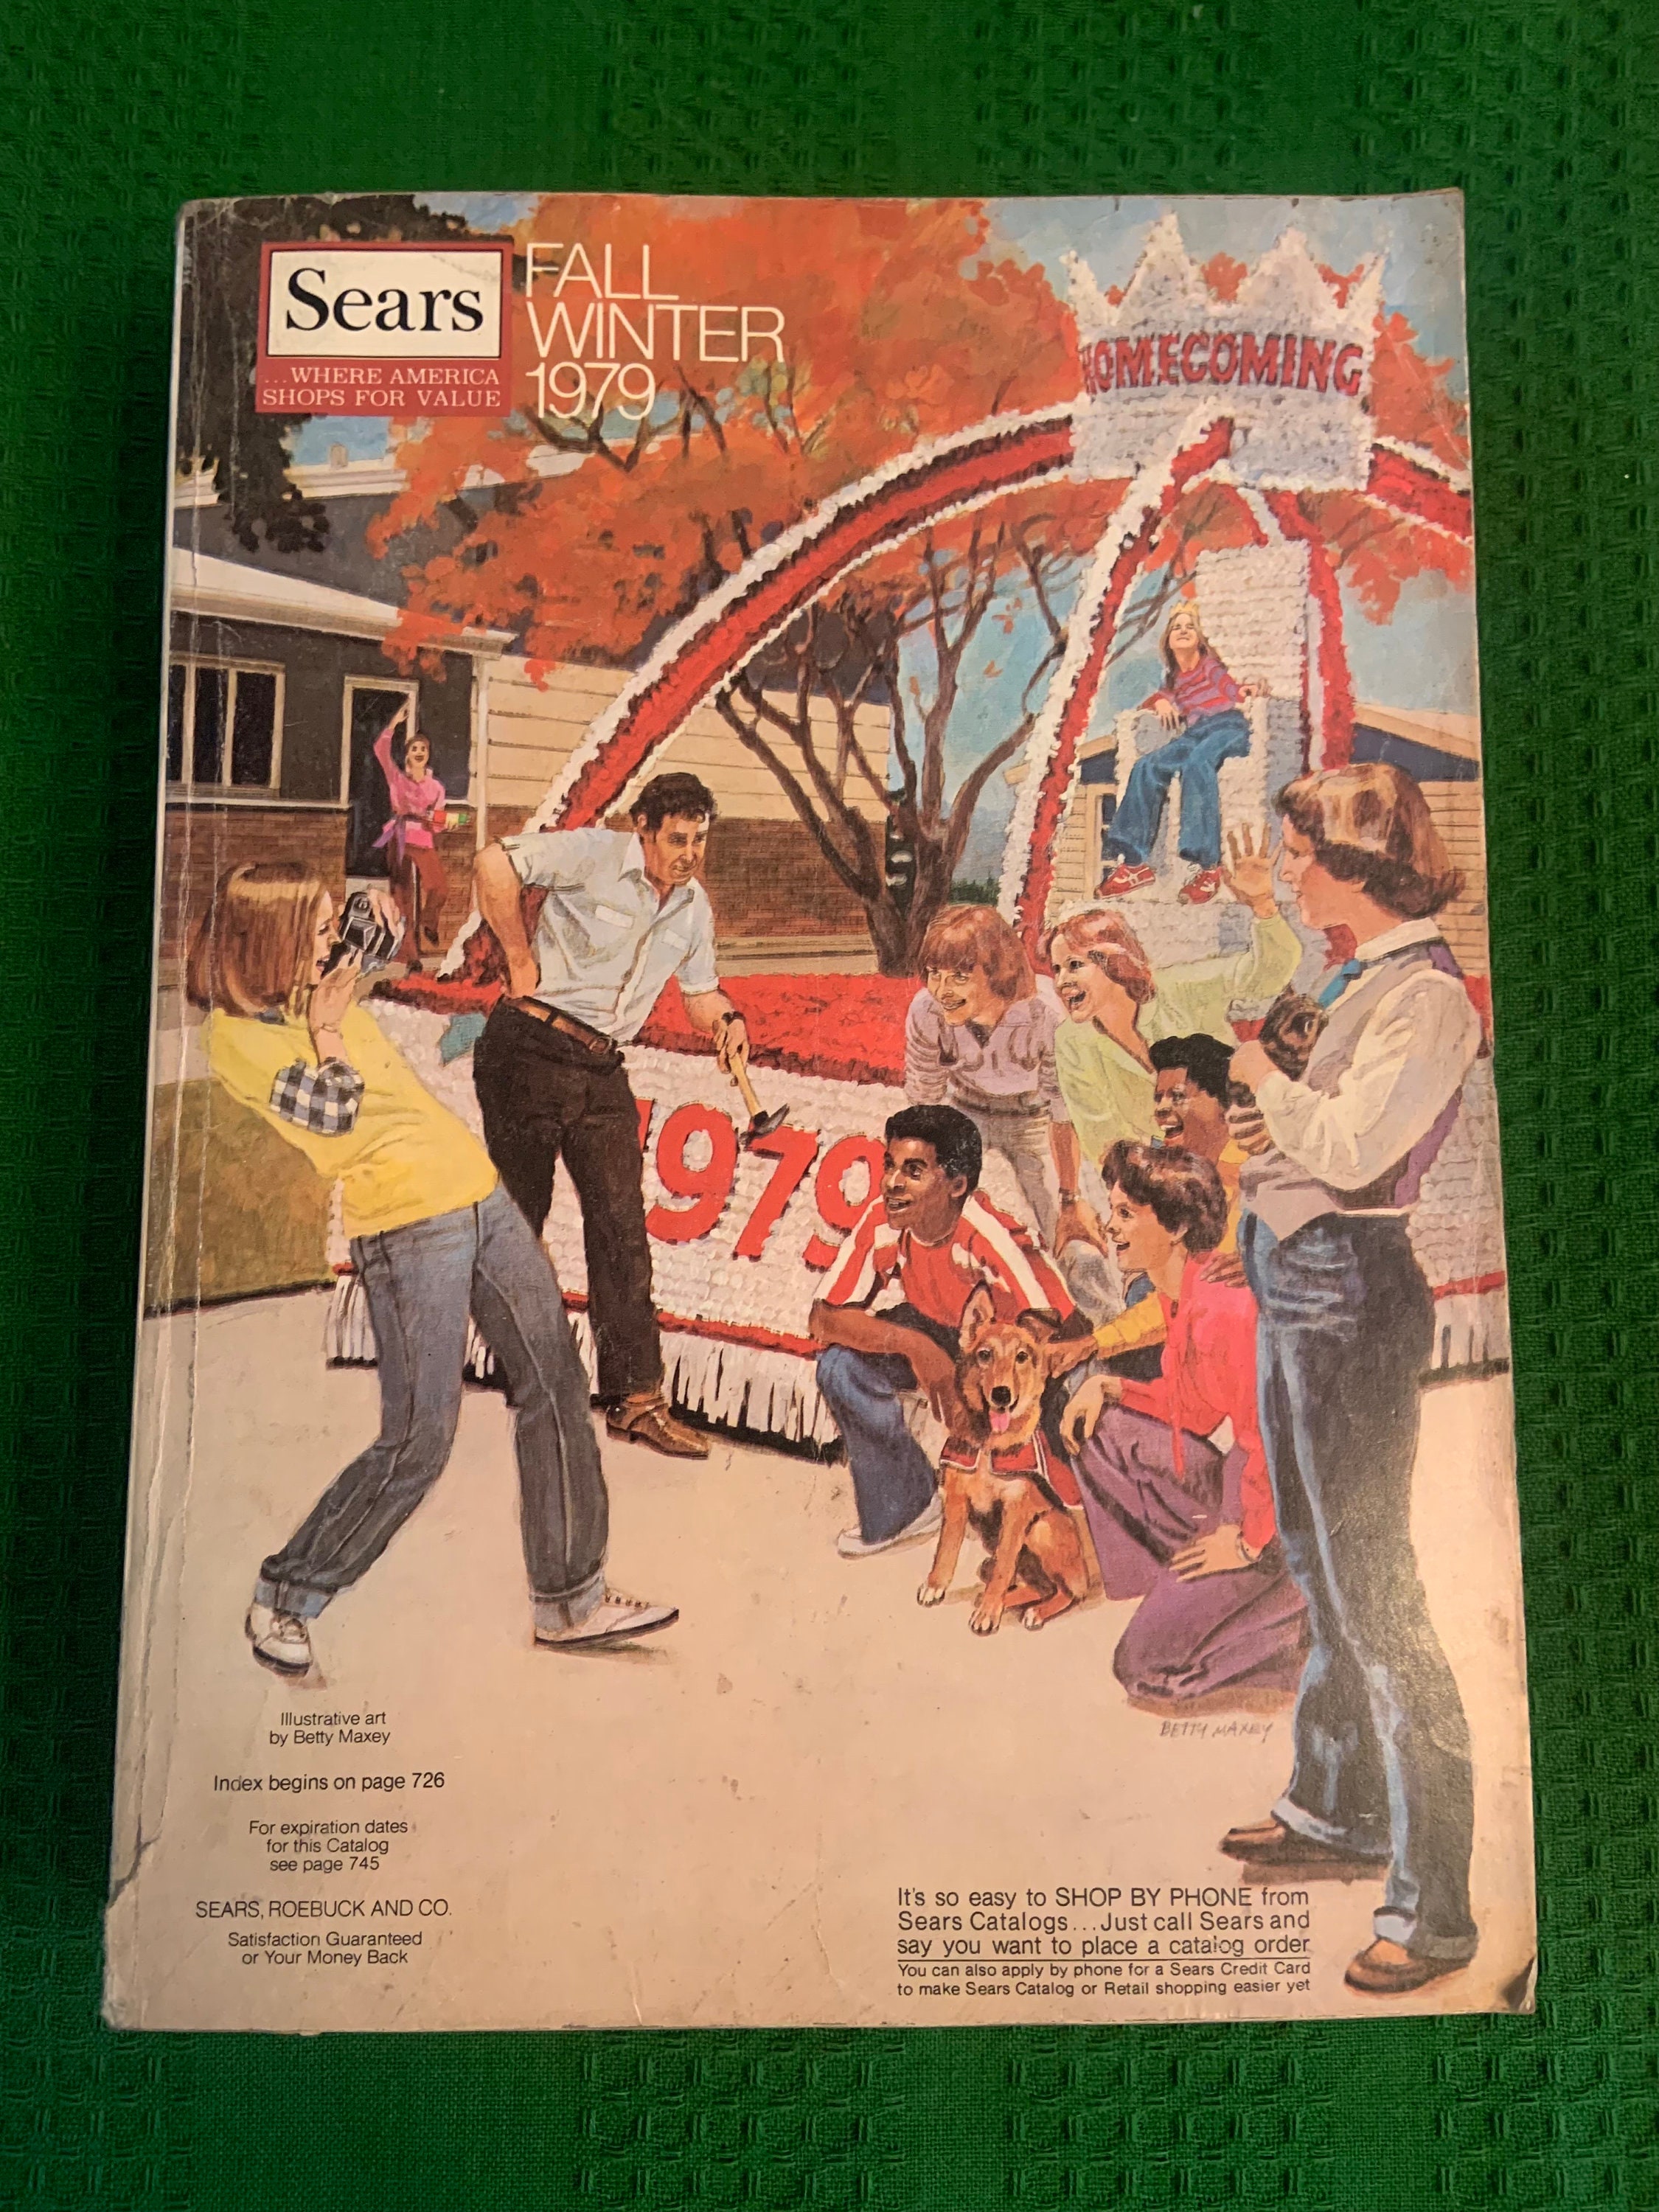 Sears
...WHERE AMERICA
SHOPS FOR VALUE
FALL
WINTER
1979
HOMECOMING
1979
BETTY MAXEY
Illustrative art
by Betty Maxey
Index begins on page 726
For expiration dates
for this Catalog
see page 745
SEARS, ROEBUCK AND CO.
Satisfaction Guaranteed
or Your Money Back
It's so easy to SHOP BY PHONE from
Sears Catalogs...Just call Sears and
say you want to place a catalog order
You can also apply by phone for a Sears Credit Card
to make Sears Catalog or Retail shopping easier yet